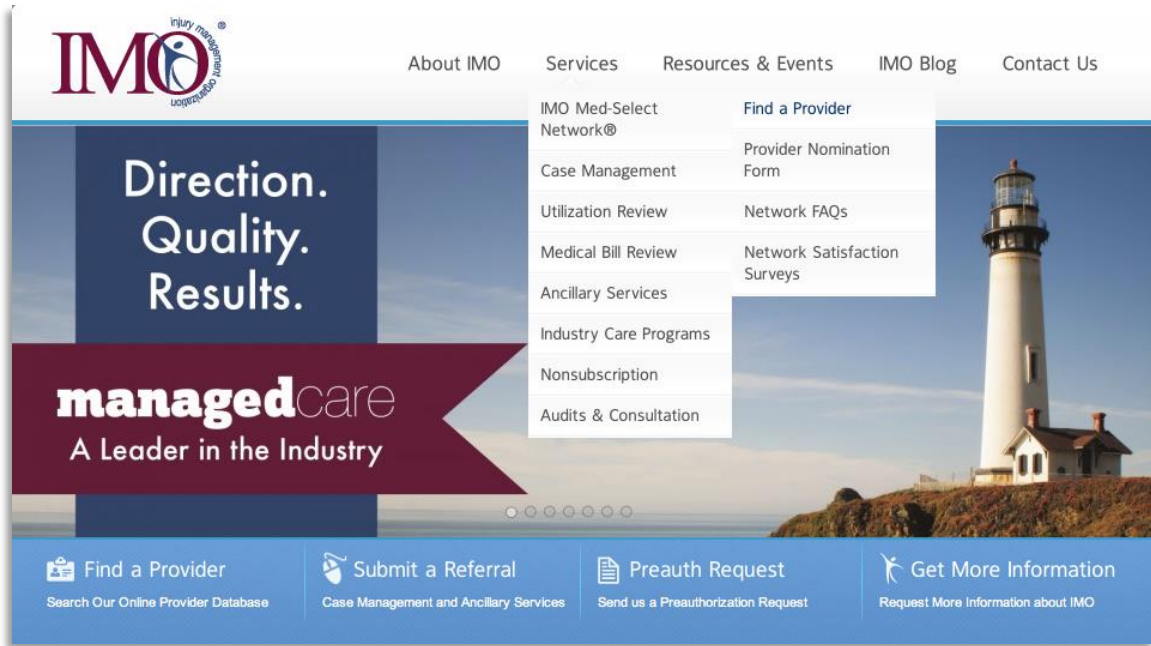 IMO
injury management organization
®
About IMO Services Resources & Events IMO Blog Contact Us
IMO Med-Select
Network®
Case Management
Utilization Review
Medical Bill Review
Ancillary Services
Industry Care Programs
Nonsubscription
Audits & Consultation
Find a Provider
Provider Nomination
Form
Network FAQs
Network Satisfaction
Surveys
Direction.
Quality.
Results.
managedcare
A Leader in the Industry
Find a Provider
Search Our Online Provider Database
Submit a Referral
Case Management and Ancillary Services
Preauth Request
Send us a Preauthorization Request
Get More Information
Request More Information about IMO